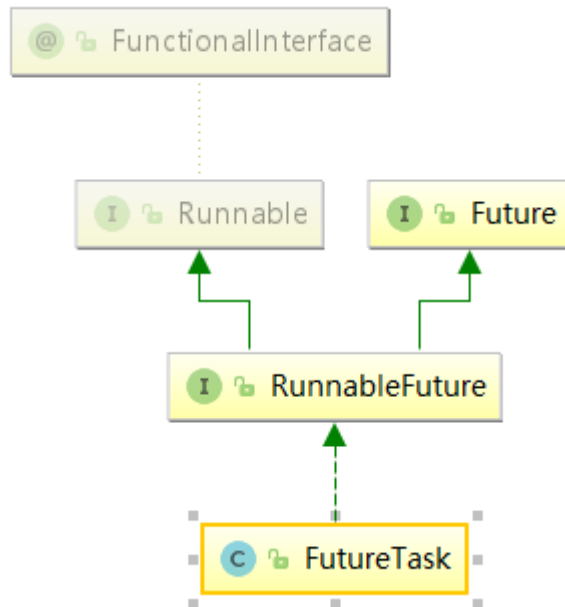 @ FunctionalInterface
I Runnable
I Future
I RunnableFuture
C FutureTask